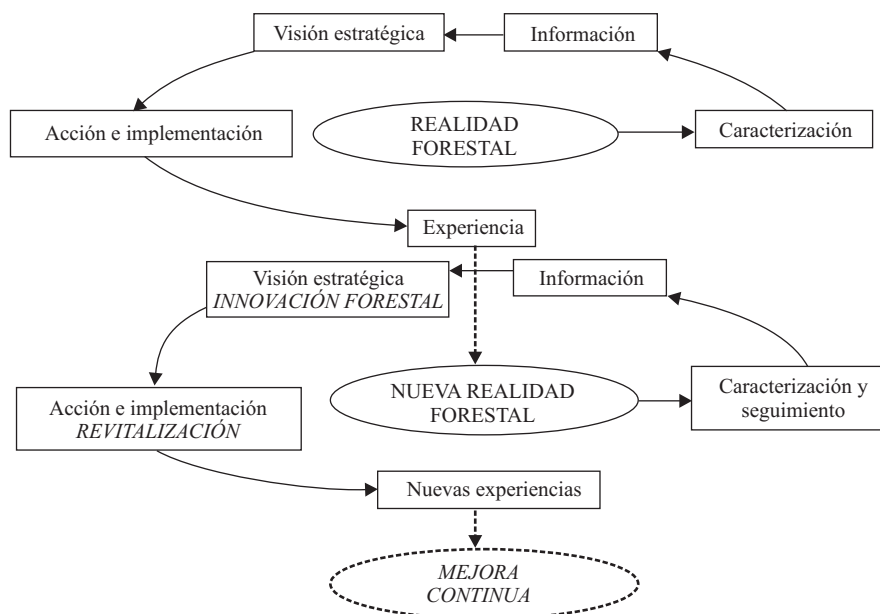 Visión estratégica
Información
Acción e implementación
REALIDAD
FORESTAL
Caracterización
Experiencia
Visión estratégica
INNOVACIÓN FORESTAL
Información
Acción e implementación
REVITALIZACIÓN
NUEVA REALIDAD
FORESTAL
Caracterización y
seguimiento
Nuevas experiencias
MEJORA
CONTINUA